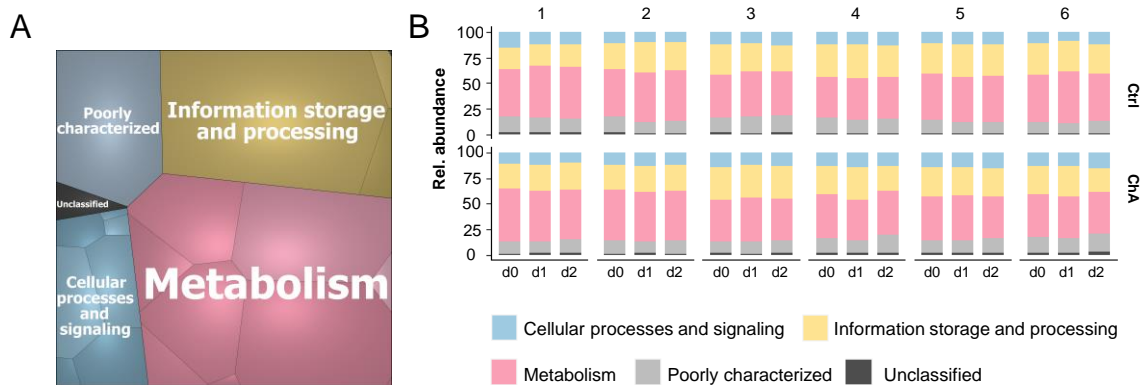 A
Poorly
characterized
Information storage
and processing
Unclassified
Cellular
processes
and
signaling
Metabolism
B
1 2 3 4 5 6
Rel. abundance
100
75
50
25
0
Ctrl
100
75
50
25
0
ChA
d0 d1 d2 d0 d1 d2 d0 d1 d2 d0 d1 d2 d0 d1 d2 d0 d1 d2
Cellular processes and signaling Information storage and processing
Metabolism Poorly characterized Unclassified